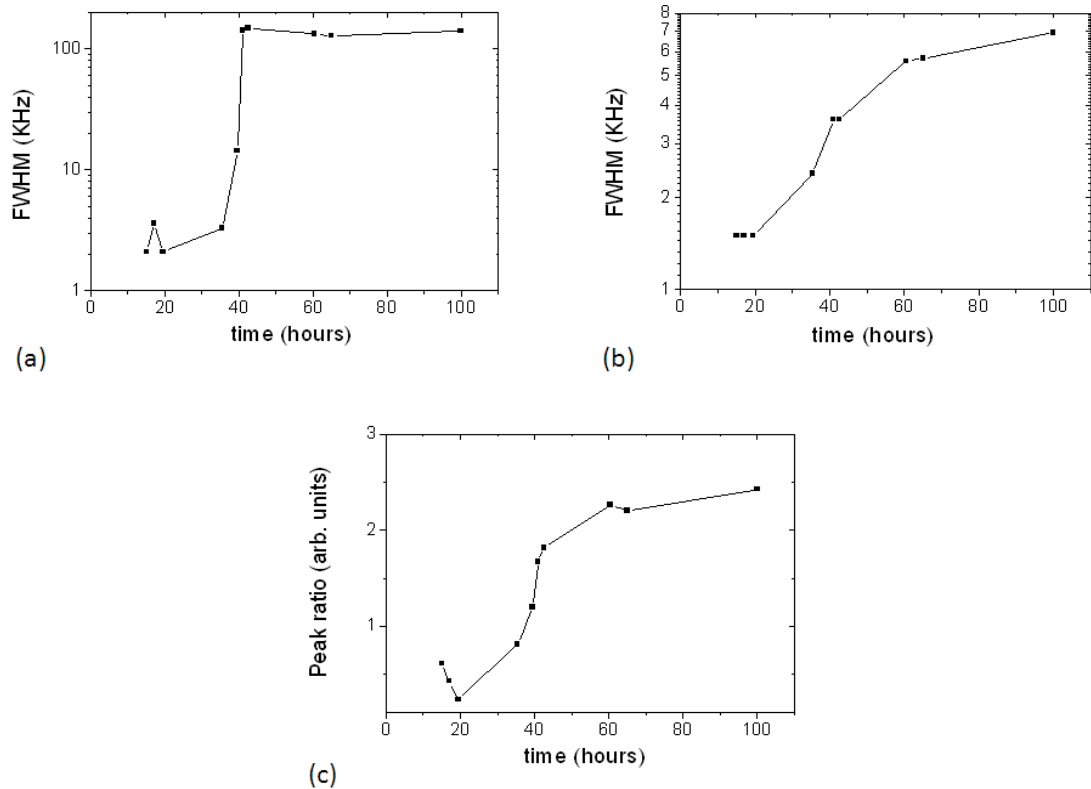 100
10
1
FWHM (KHz)
0 20 40 60 80 100
time (hours)
(a)
8
7
6
5
4
3
2
1
FWHM (KHz)
0 20 40 60 80 100
time (hours)
(b)
3
2
1
Peak ratio (arb. units)
0 20 40 60 80 100
time (hours)
(c)